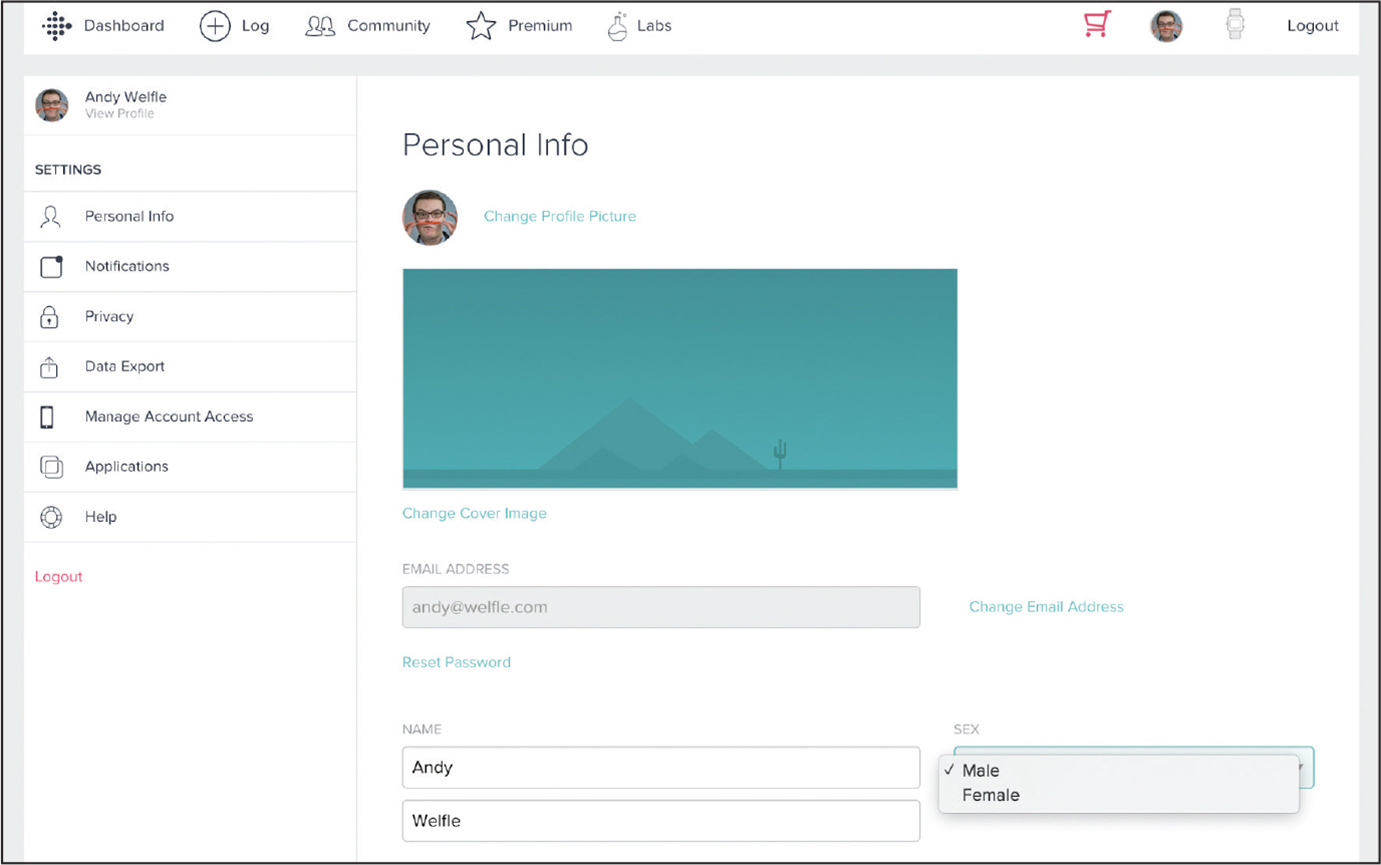 Dashboard Log Community Premium Labs Logout
Andy Welfle
View Profile
SETTINGS
Personal Info
Notifications
Privacy
Data Export
Manage Account Access
Applications
Help
Logout
Personal Info
Change Profile Picture
Change Cover Image
EMAIL ADDRESS
andy@welfle.com
Change Email Address
Reset Password
NAME
Andy
Welfle
SEX
Male
Female